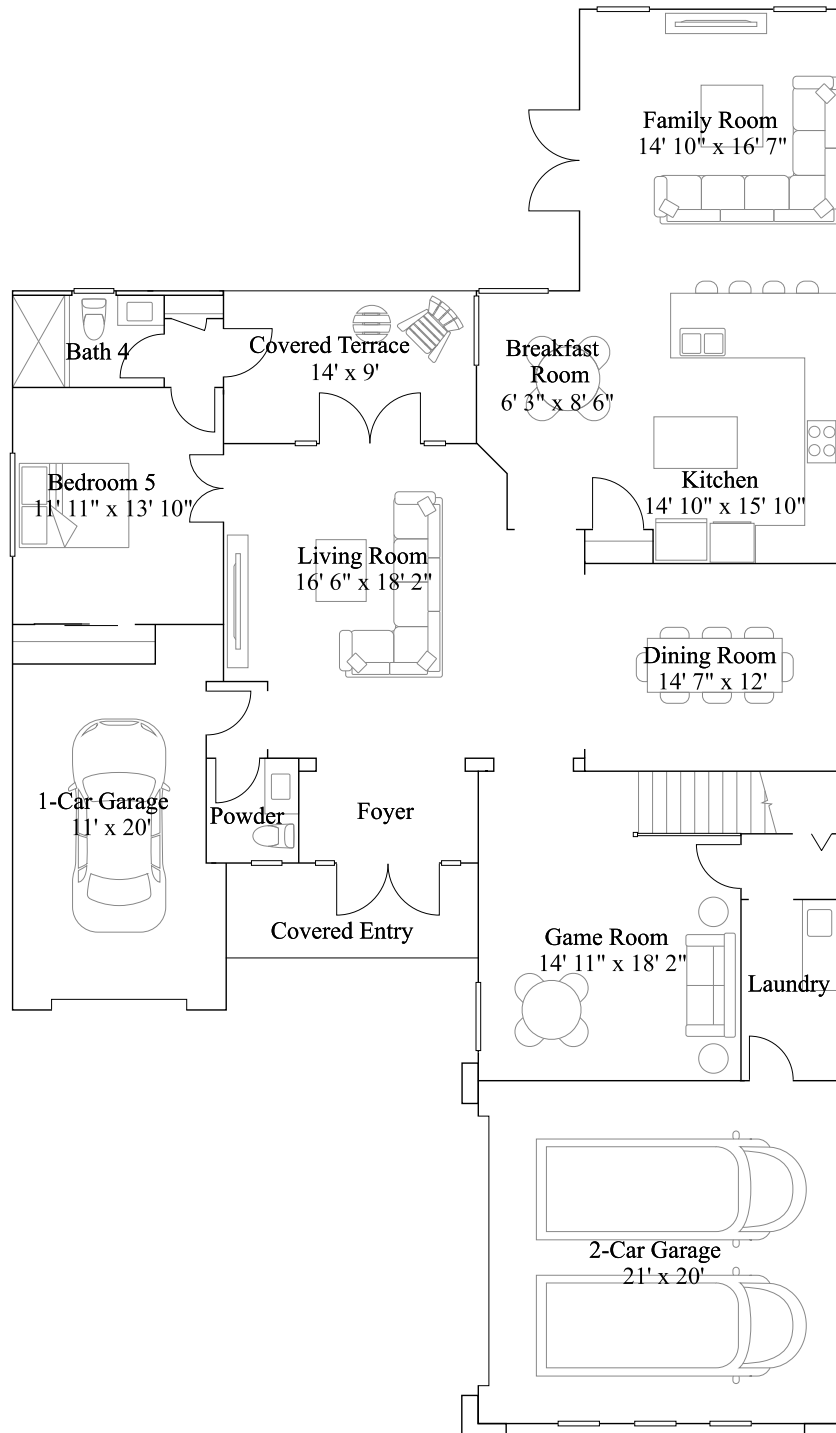 Family Room
14' 10" x 16' 7"
Bath 4
Covered Terrace
14' x 9'
Breakfast
Room
6' 3" x 8' 6"
Bedroom 5
11' 11" x 13' 10"
Kitchen
14' 10" x 15' 10"
Living Room
16' 6" x 18' 2"
Dining Room
14' 7" x 12'
1-Car Garage
11' x 20'
Powder
Foyer
Covered Entry
Game Room
14' 11" x 18' 2"
Laundry
2-Car Garage
21' x 20'